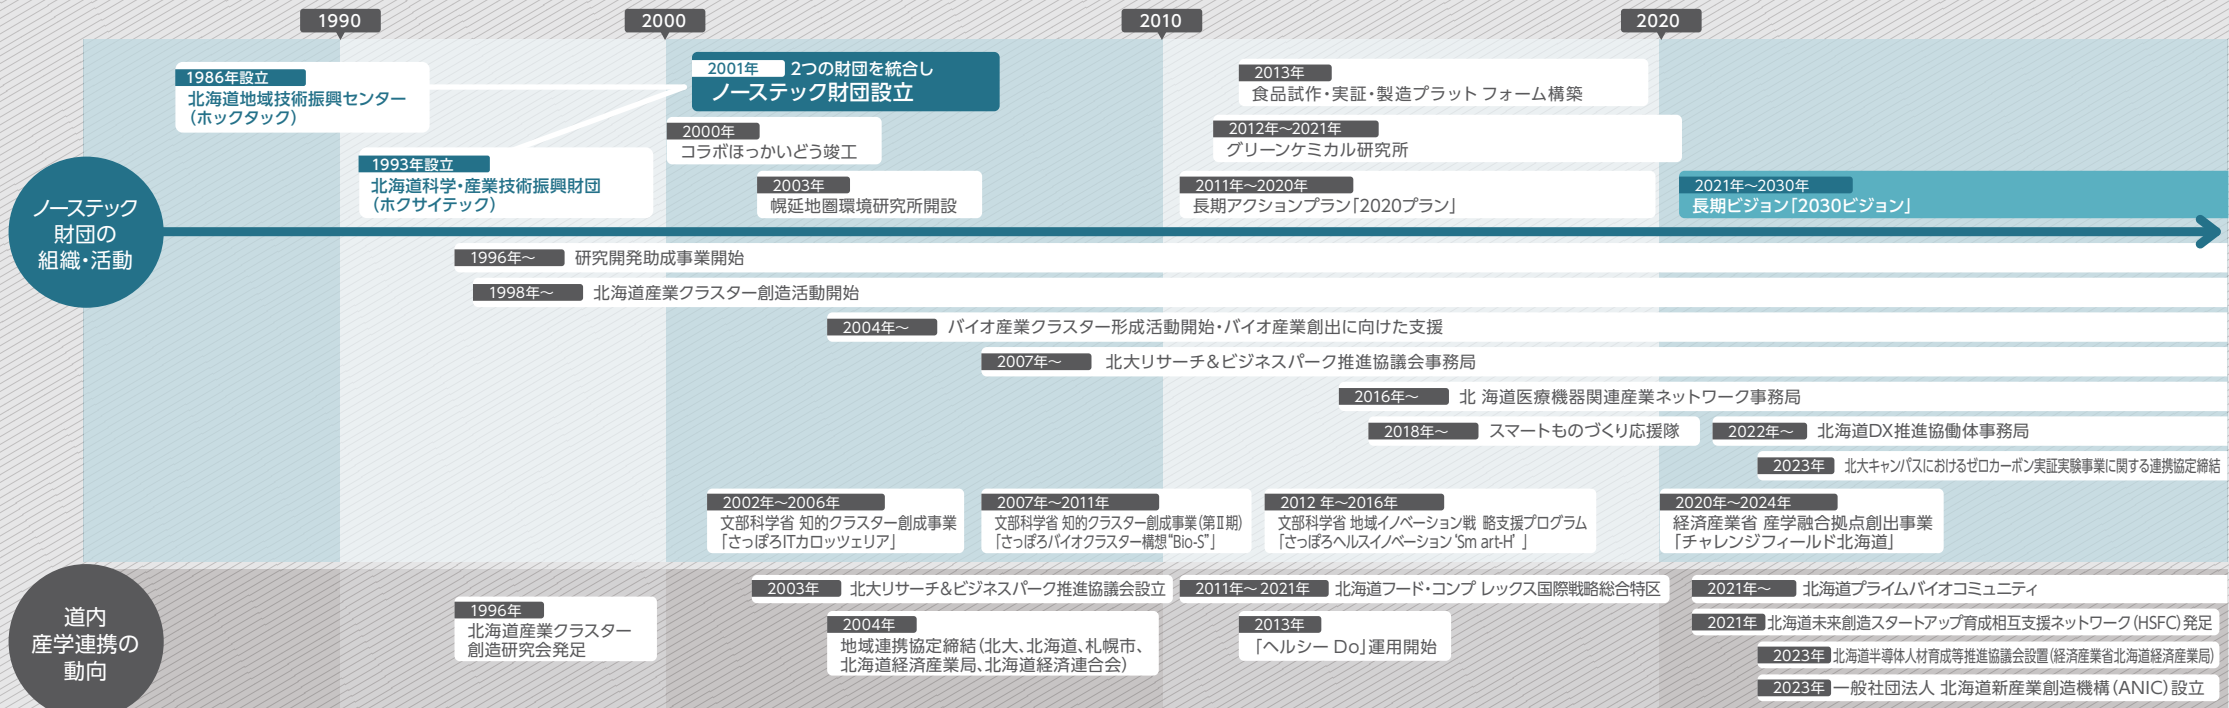 1990
2000
2010
2020
ノーステック
財団の
組織・活動
1986年設立
北海道地域技術振興センター
（ホックタック）
1993年設立
北海道科学・産業技術振興財団
（ホクサイテック）
2001年 2つの財団を統合し
ノーステック財団設立
2000年
コラボほっかいどう竣工
2003年
幌延地圏環境研究所開設
2013年
食品試作・実証・製造プラット フォーム構築
2012年～2021年
グリーンケミカル研究所
2011年～2020年
長期アクションプラン「2020プラン」
2021年～2030年
長期ビジョン「2030ビジョン」
1996年～ 研究開発助成事業開始
1998年～ 北海道産業クラスター創造活動開始
2004年～ バイオ産業クラスター形成活動開始・バイオ産業創出に向けた支援
2007年～ 北大リサーチ＆ビジネスパーク推進協議会事務局
2016年～ 北 海道医療機器関連産業ネットワーク事務局
2018年～ スマートものづくり応援隊
2022年～ 北海道DX推進協働体事務局
2023年 北大キャンパスにおけるゼロカーボン実証実験事業に関する連携協定締結
2002年～2006年
文部科学省 知的クラスター創成事業
「さっぽろITカロッツェリア」
2007年～2011年
文部科学省 知的クラスター創成事業（第Ⅱ期）
「さっぽろバイオクラスター構想“Bio-S”」
2012 年～2016年
文部科学省 地域イノベーション戦 略支援プログラム
「さっぽろヘルスイノベーション‘Sm art-H’ 」
2020年～2024年
経済産業省 産学融合拠点創出事業
「チャレンジフィールド北海道」
道内
産学連携の
動向
1996年
北海道産業クラスター
創造研究会発足
2003年 北大リサーチ＆ビジネスパーク推進協議会設立
2004年
地域連携協定締結（北大、北海道、札幌市、
北海道経済産業局、北海道経済連合会）
2011年～2021年 北海道フード・コンプ レックス国際戦略総合特区
2013年
「ヘルシー Do」運用開始
2021年～ 北海道プライムバイオコミュニティ
2021年 北海道未来創造スタートアップ育成相互支援ネットワーク（HSFC）発足
2023年 北海道半導体人材育成等推進協議会設置（経済産業省北海道経済産業局）
2023年 一般社団法人 北海道新産業創造機構（ANIC）設立